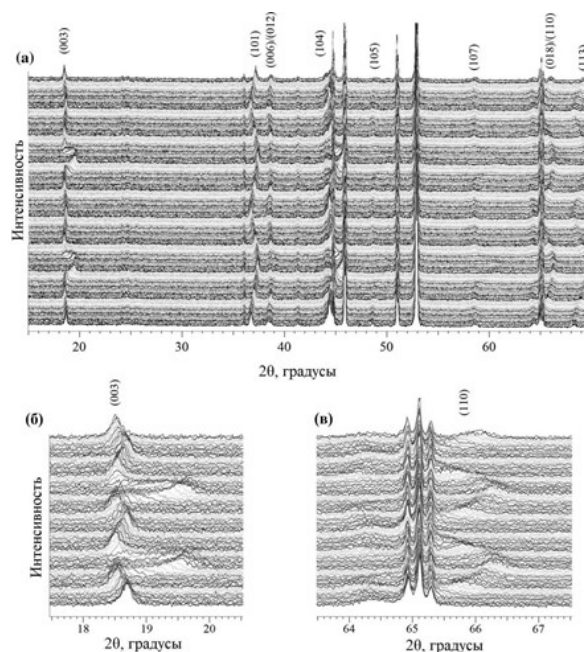 (а)
(003)
(101)
(006)/(012)
(104)
(105)
(107)
(018)/(110)
(113)
Интенсивность
20 30 40 50 60
2θ, градусы
(б)
(003)
(в)
(110)
Интенсивность
18 19 20
64 65 66 67
2θ, градусы
2θ, градусы